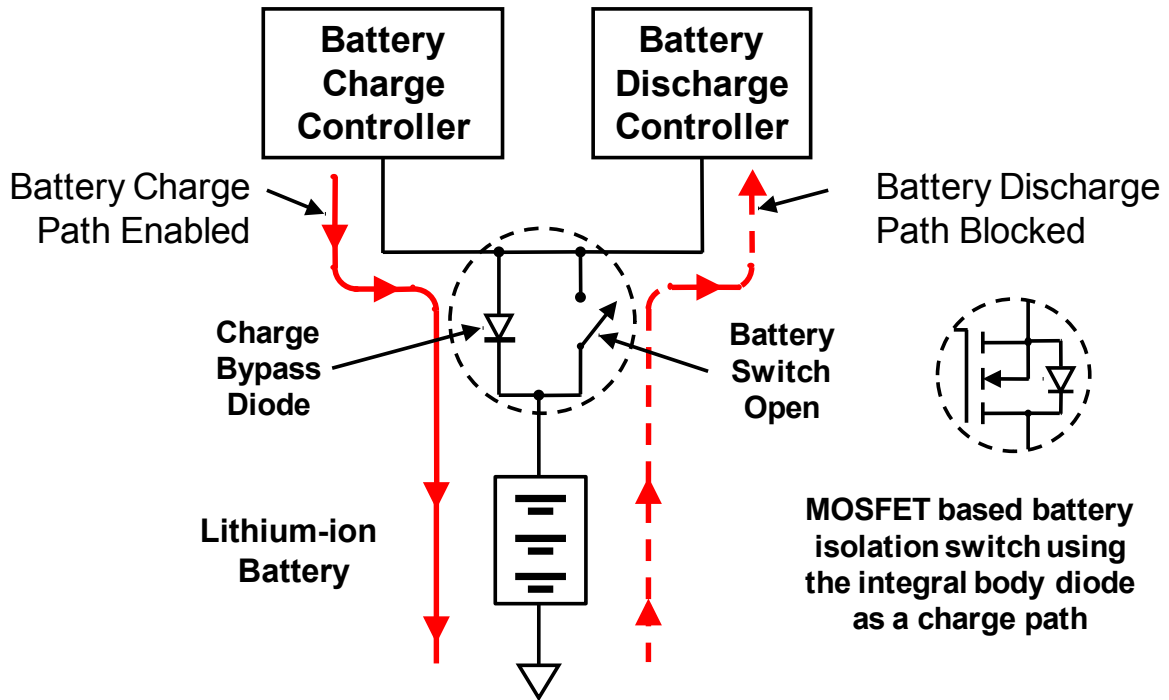 Battery
Charge
Controller
Battery
Discharge
Controller
Battery Charge
Path Enabled
Battery Discharge
Path Blocked
Charge
Bypass
Diode
Battery
Switch
Open
Lithium-ion
Battery
MOSFET based battery
isolation switch using
the integral body diode
as a charge path